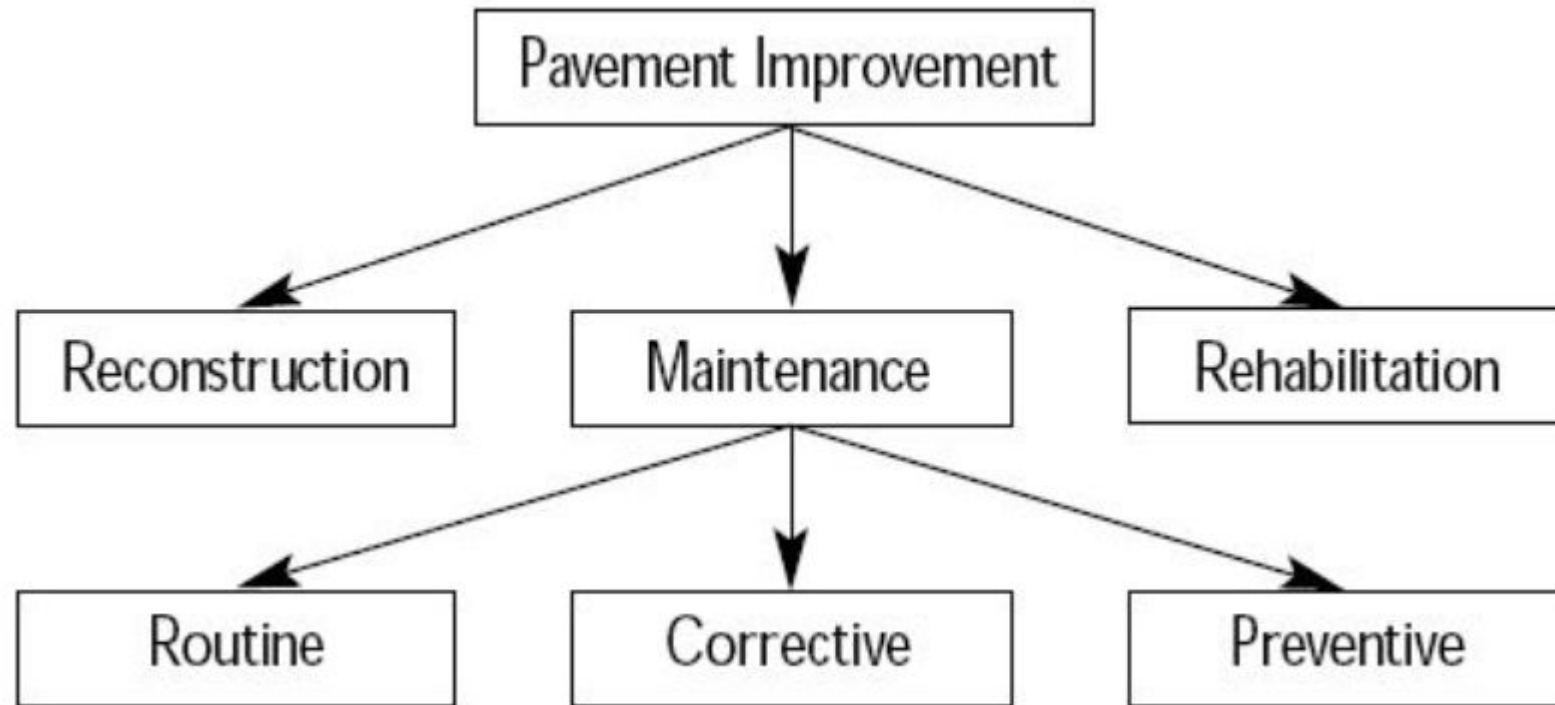 Pavement Improvement
Reconstruction
Maintenance
Rehabilitation
Routine
Corrective
Preventive